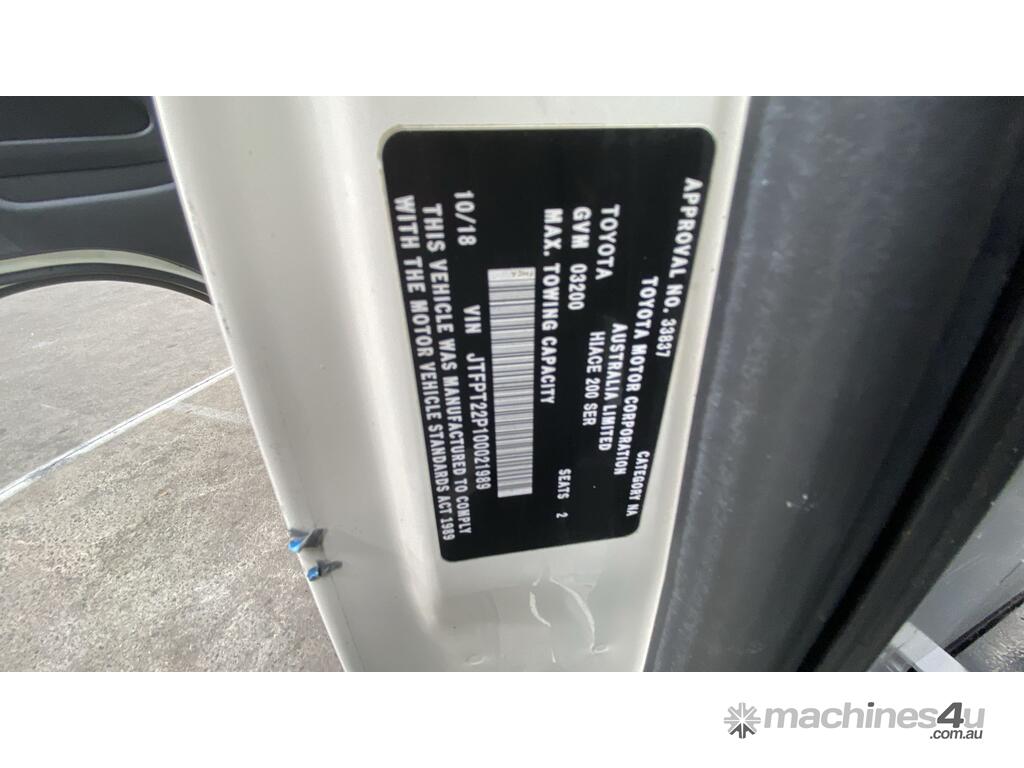 APPROVAL NO. 33837 CATEGORY NA
TOYOTA MOTOR CORPORATION
AUSTRALIA LIMITED
TOYOTA HIACE 200 SER
GVM 03200
MAX. TOWING CAPACITY SEATS 2
10/18 VIN JTFPT22P100021989
THIS VEHICLE WAS MANUFACTURED TO COMPLY
WITH THE MOTOR VEHICLE STANDARDS ACT 1989
machines4u
.com.au